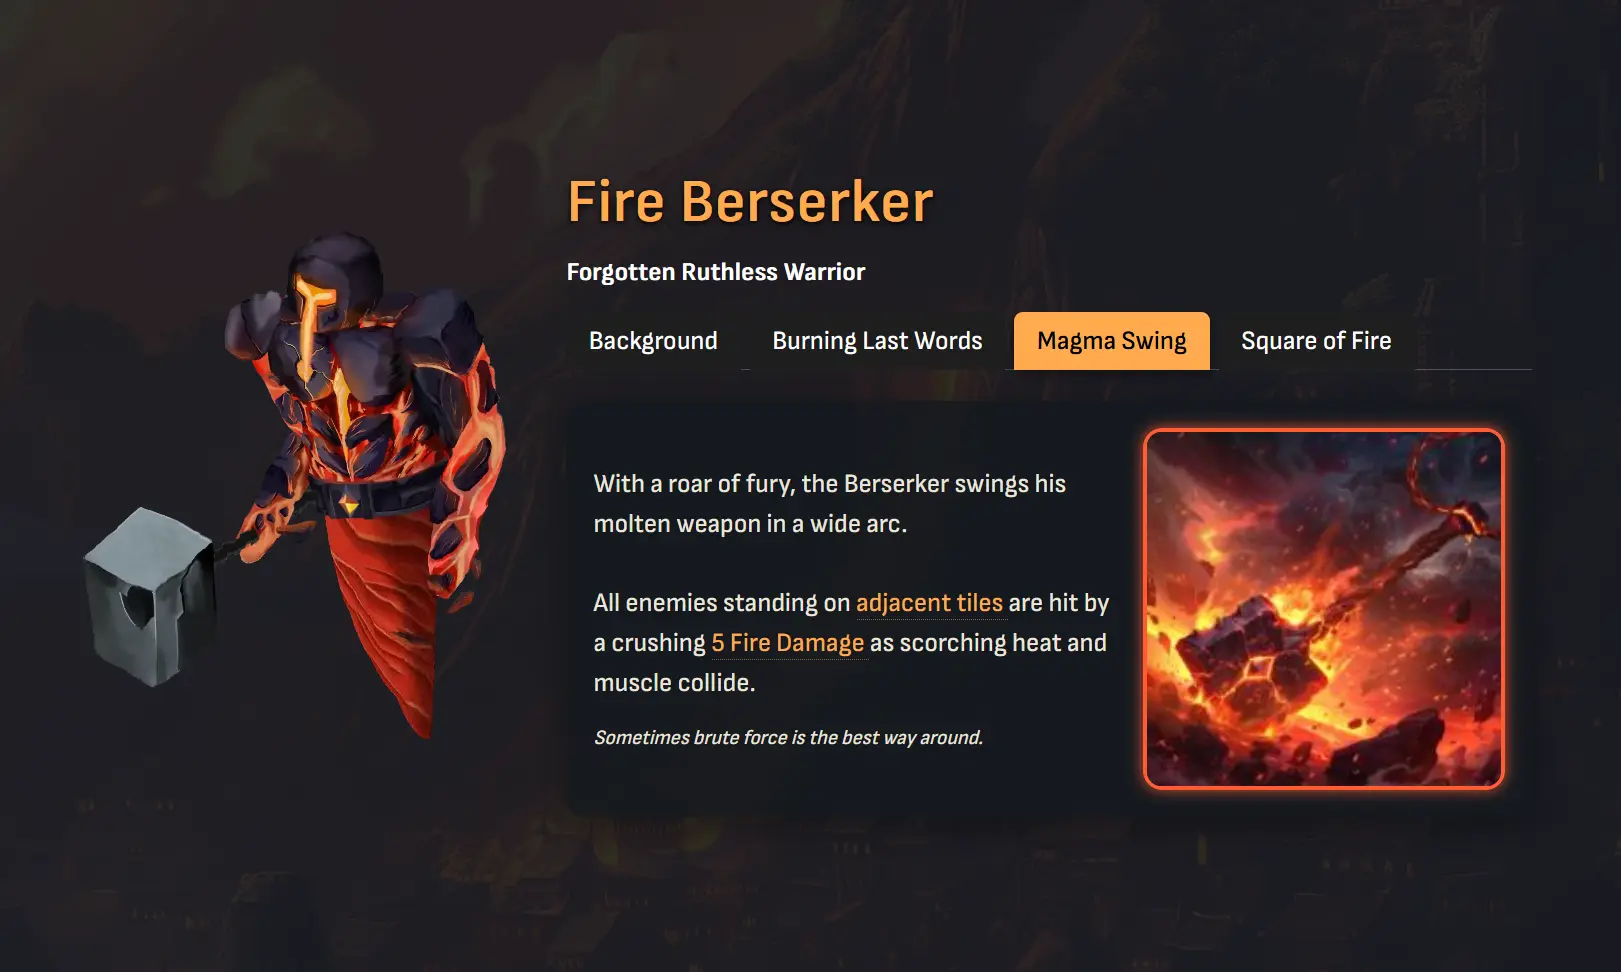 Fire Berserker
Forgotten Ruthless Warrior
Background
Burning Last Words
Magma Swing
Square of Fire
With a roar of fury, the Berserker swings his
molten weapon in a wide arc.
All enemies standing on adjacent tiles are hit by
a crushing 5 Fire Damage as scorching heat and
muscle collide.
Sometimes brute force is the best way around.